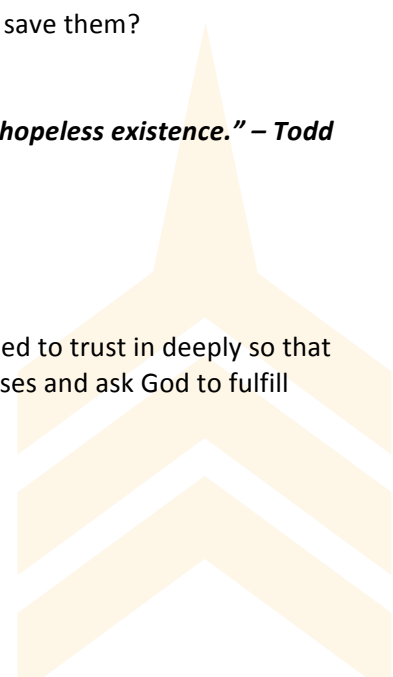 save them?
hopeless existence.” – Todd
ed to trust in deeply so that
ses and ask God to fulfill